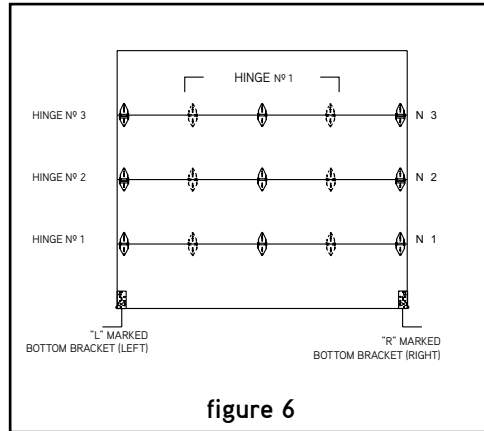 HINGE Nº 1
HINGE Nº 3
N 3
HINGE Nº 2
N 2
HINGE Nº 1
N 1
"L" MARKED
BOTTOM BRACKET (LEFT)
"R" MARKED
BOTTOM BRACKET (RIGHT)
figure 6